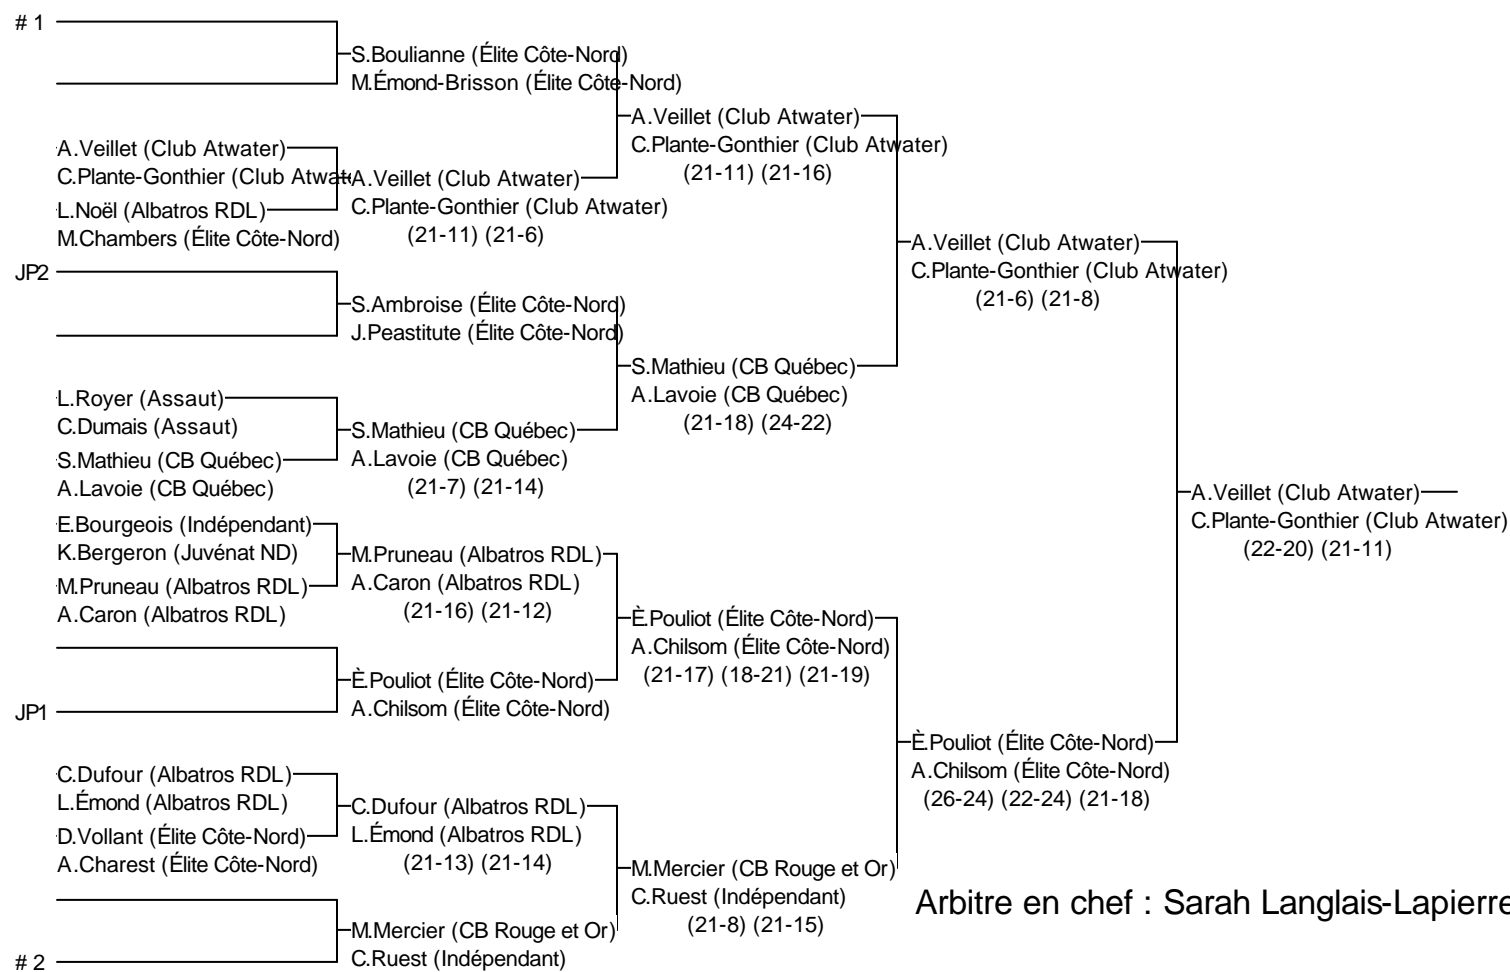 # 1
S.Boulianne (Élite Côte-Nord)
M.Émond-Brisson (Élite Côte-Nord)
A.Veillet (Club Atwater)
C.Plante-Gonthier (Club Atwater)
(21-11) (21-16)
A.Veillet (Club Atwater)
C.Plante-Gonthier (Club Atwate
L.Noël (Albatros RDL)
M.Chambers (Élite Côte-Nord)
A.Veillet (Club Atwater)
C.Plante-Gonthier (Club Atwater)
(21-11) (21-6)
A.Veillet (Club Atwater)
C.Plante-Gonthier (Club Atwater)
(21-6) (21-8)
JP2
S.Ambroise (Élite Côte-Nord)
J.Peastitute (Élite Côte-Nord)
S.Mathieu (CB Québec)
A.Lavoie (CB Québec)
(21-18) (24-22)
L.Royer (Assaut)
C.Dumais (Assaut)
S.Mathieu (CB Québec)
A.Lavoie (CB Québec)
S.Mathieu (CB Québec)
A.Lavoie (CB Québec)
(21-7) (21-14)
A.Veillet (Club Atwater)
C.Plante-Gonthier (Club Atwater)
(22-20) (21-11)
E.Bourgeois (Indépendant)
K.Bergeron (Juvénat ND)
M.Pruneau (Albatros RDL)
A.Caron (Albatros RDL)
M.Pruneau (Albatros RDL)
A.Caron (Albatros RDL)
(21-16) (21-12)
È.Pouliot (Élite Côte-Nord)
A.Chilsom (Élite Côte-Nord)
(21-17) (18-21) (21-19)
È.Pouliot (Élite Côte-Nord)
A.Chilsom (Élite Côte-Nord)
JP1
È.Pouliot (Élite Côte-Nord)
A.Chilsom (Élite Côte-Nord)
(26-24) (22-24) (21-18)
C.Dufour (Albatros RDL)
L.Émond (Albatros RDL)
D.Vollant (Élite Côte-Nord)
A.Charest (Élite Côte-Nord)
C.Dufour (Albatros RDL)
L.Émond (Albatros RDL)
(21-13) (21-14)
M.Mercier (CB Rouge et Or)
C.Ruest (Indépendant)
(21-8) (21-15)
Arbitre en chef : Sarah Langlais-Lapierre
M.Mercier (CB Rouge et Or)
C.Ruest (Indépendant)
# 2